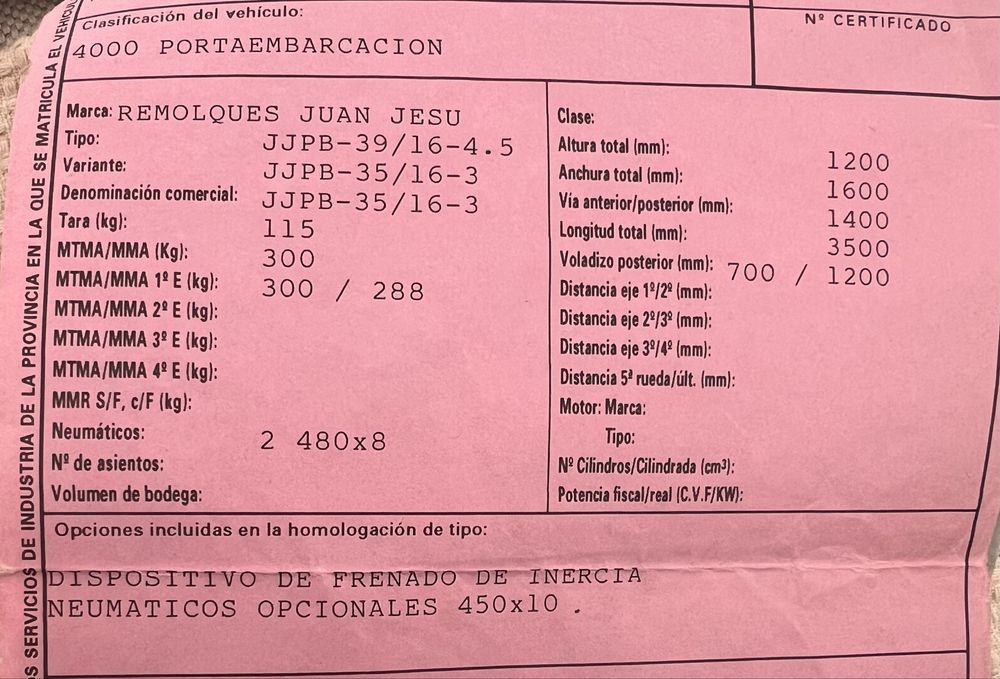 OS SERVICIOS DE INDUSTRIA DE LA PROVINCIA EN LA QUE SE MATRICULA EL VEHICU
Clasificación del vehículo:
4000 PORTAEMBARCACION
Nº CERTIFICADO
Marca: REMOLQUES JUAN JESU
Tipo: JJPB-39/16-4.5
Variante: JJPB-35/16-3
Denominación comercial: JJPB-35/16-3
Tara (kg): 115
MTMA/MMA (Kg): 300
MTMA/MMA 1º E (kg): 300 / 288
MTMA/MMA 2º E (kg):
MTMA/MMA 3º E (kg):
MTMA/MMA 4º E (kg):
MMR S/F, c/F (kg):
Neumáticos: 2 480x8
Nº de asientos:
Volumen de bodega:
Clase:
Altura total (mm): 1200
Anchura total (mm): 1600
Vía anterior/posterior (mm): 1400
Longitud total (mm): 3500
Voladizo posterior (mm): 700 / 1200
Distancia eje 1º/2º (mm):
Distancia eje 2º/3º (mm):
Distancia eje 3º/4º (mm):
Distancia 5ª rueda/últ. (mm):
Motor: Marca:
Tipo:
Nº Cilindros/Cilindrada (cm³):
Potencia fiscal/real (C.V.F/KW):
Opciones incluidas en la homologación de tipo:
DISPOSITIVO DE FRENADO DE INERCIA
NEUMATICOS OPCIONALES 450x10 .